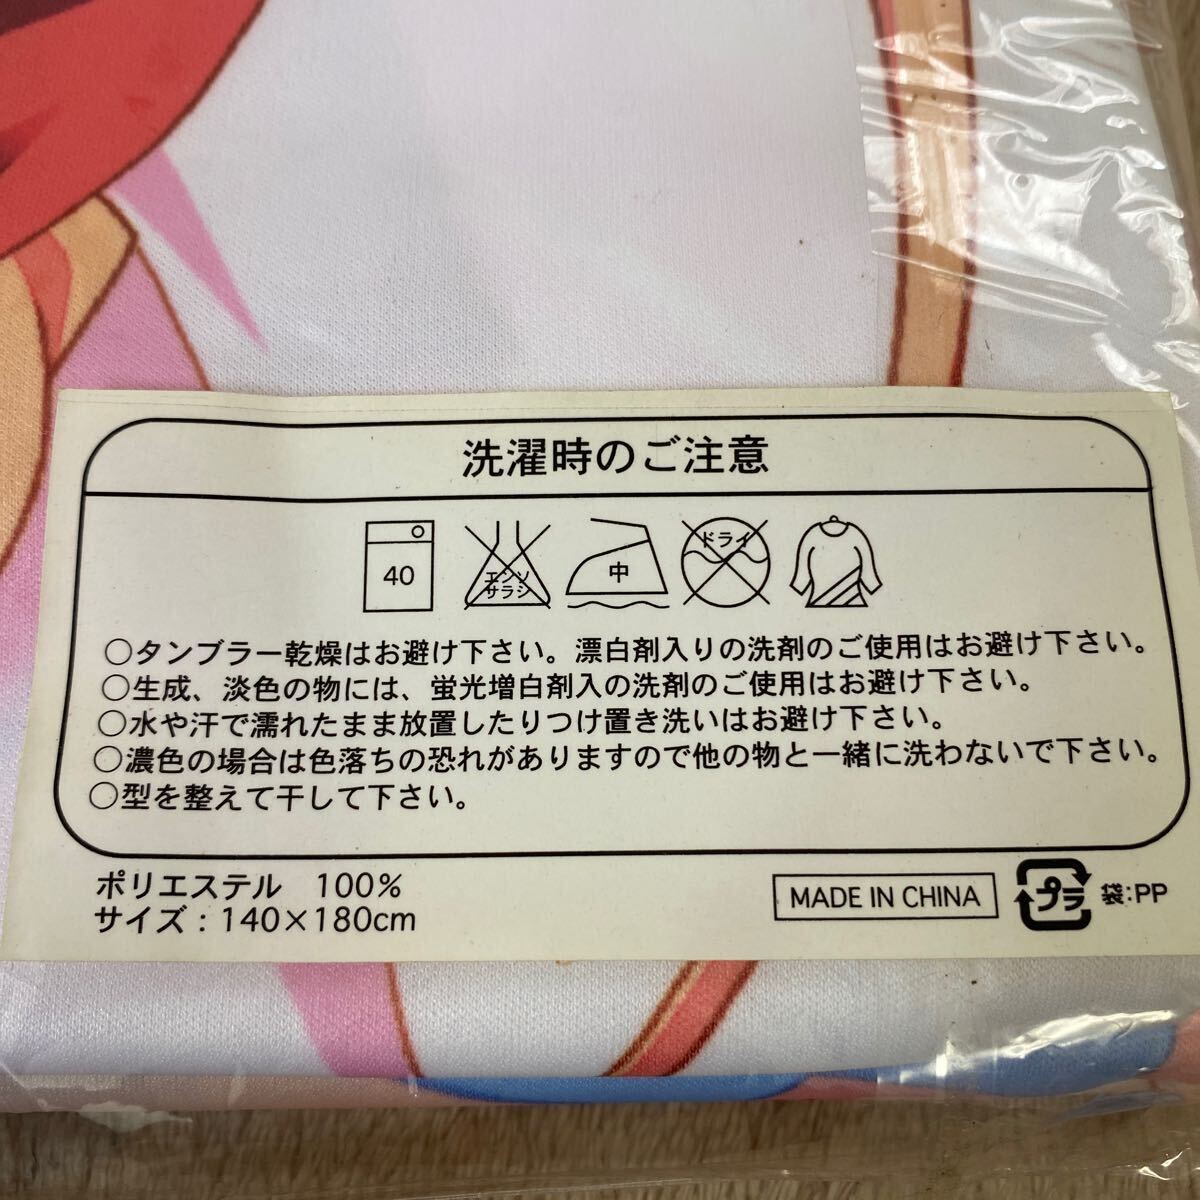 洗濯時のご注意
40
エンソ
サラシ
中
ドライ
○タンブラー乾燥はお避け下さい。漂白剤入りの洗剤のご使用はお避け下さい。
○生成、淡色の物には、蛍光増白剤入の洗剤のご使用はお避け下さい。
○水や汗で濡れたまま放置したりつけ置き洗いはお避け下さい。
○濃色の場合は色落ちの恐れがありますので他の物と一緒に洗わないで下さい。
○型を整えて干して下さい。
ポリエステル 100%
サイズ：140×180cm
MADE IN CHINA
プラ
袋:PP